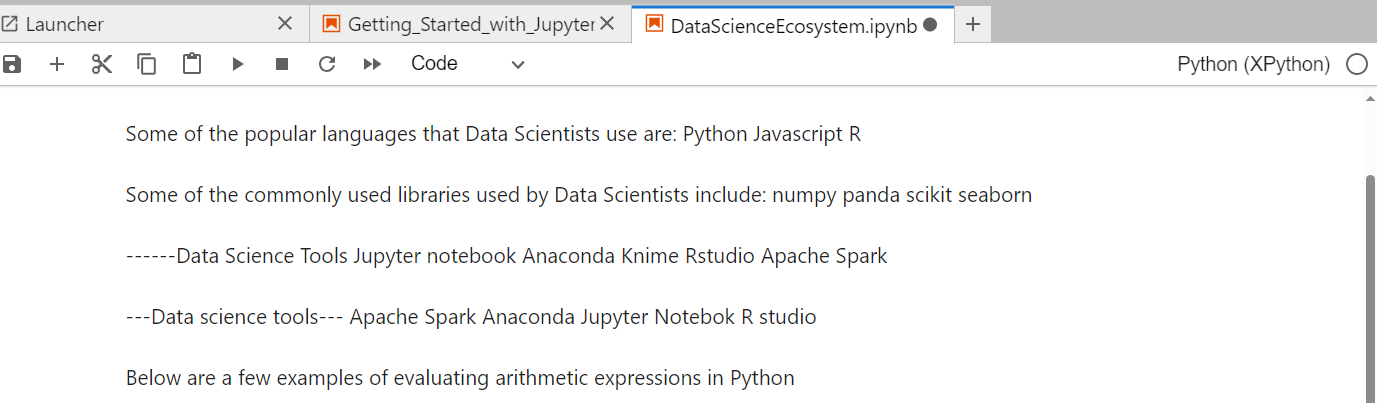 Launcher
Getting_Started_with_Jupyter
DataScienceEcosystem.ipynb
Code
Python (XPython)
Some of the popular languages that Data Scientists use are: Python Javascript R
Some of the commonly used libraries used by Data Scientists include: numpy panda scikit seaborn
------Data Science Tools Jupyter notebook Anaconda Knime Rstudio Apache Spark
---Data science tools--- Apache Spark Anaconda Jupyter Notebok R studio
Below are a few examples of evaluating arithmetic expressions in Python